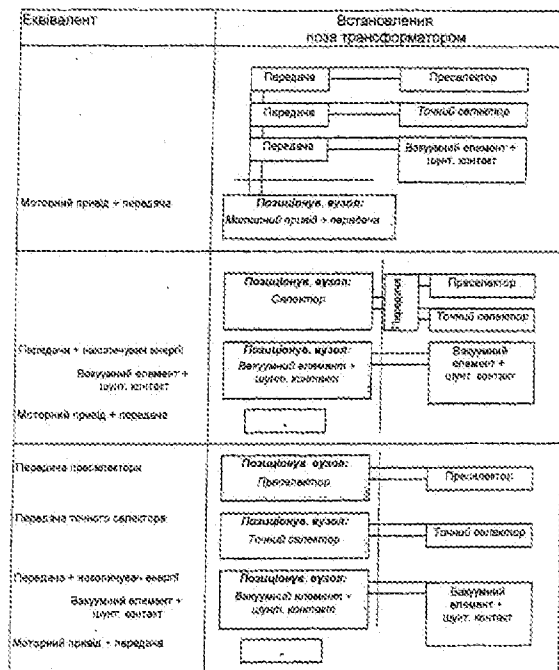 Еквівалент
Встановлення
поза трансформатором
Передача
Преселектор
Передача
Точний селектор
Передача
Вакуумний елемент +
шунт. контакт
Моторний привід + передача
Позиціонув. вузол:
Моторний привід + передача
Позиціонув. вузол:
Селектор
Передача
Преселектор
Точний селектор
Передачи + накопичувач енергії
Вакуумний елемент +
шунт. контакт
Позиціонув. вузол:
Вакуумний елемент +
шунт. контакт
Вакуумний
елемент +
шунт. контакт
Моторний привід + передача
Передача преселектора
Позиціонув. вузол:
Преселектор
Преселектор
Передача точного селектора
Позиціонув. вузол:
Точний селектор
Точний селектор
Передача + накопичувач енергії
Вакуумний елемент +
шунт. контакт
Позиціонув. вузол:
Вакуумний елемент +
шунт. контакт
Вакуумний
елемент +
шунт. контакт
Моторний привід + передача